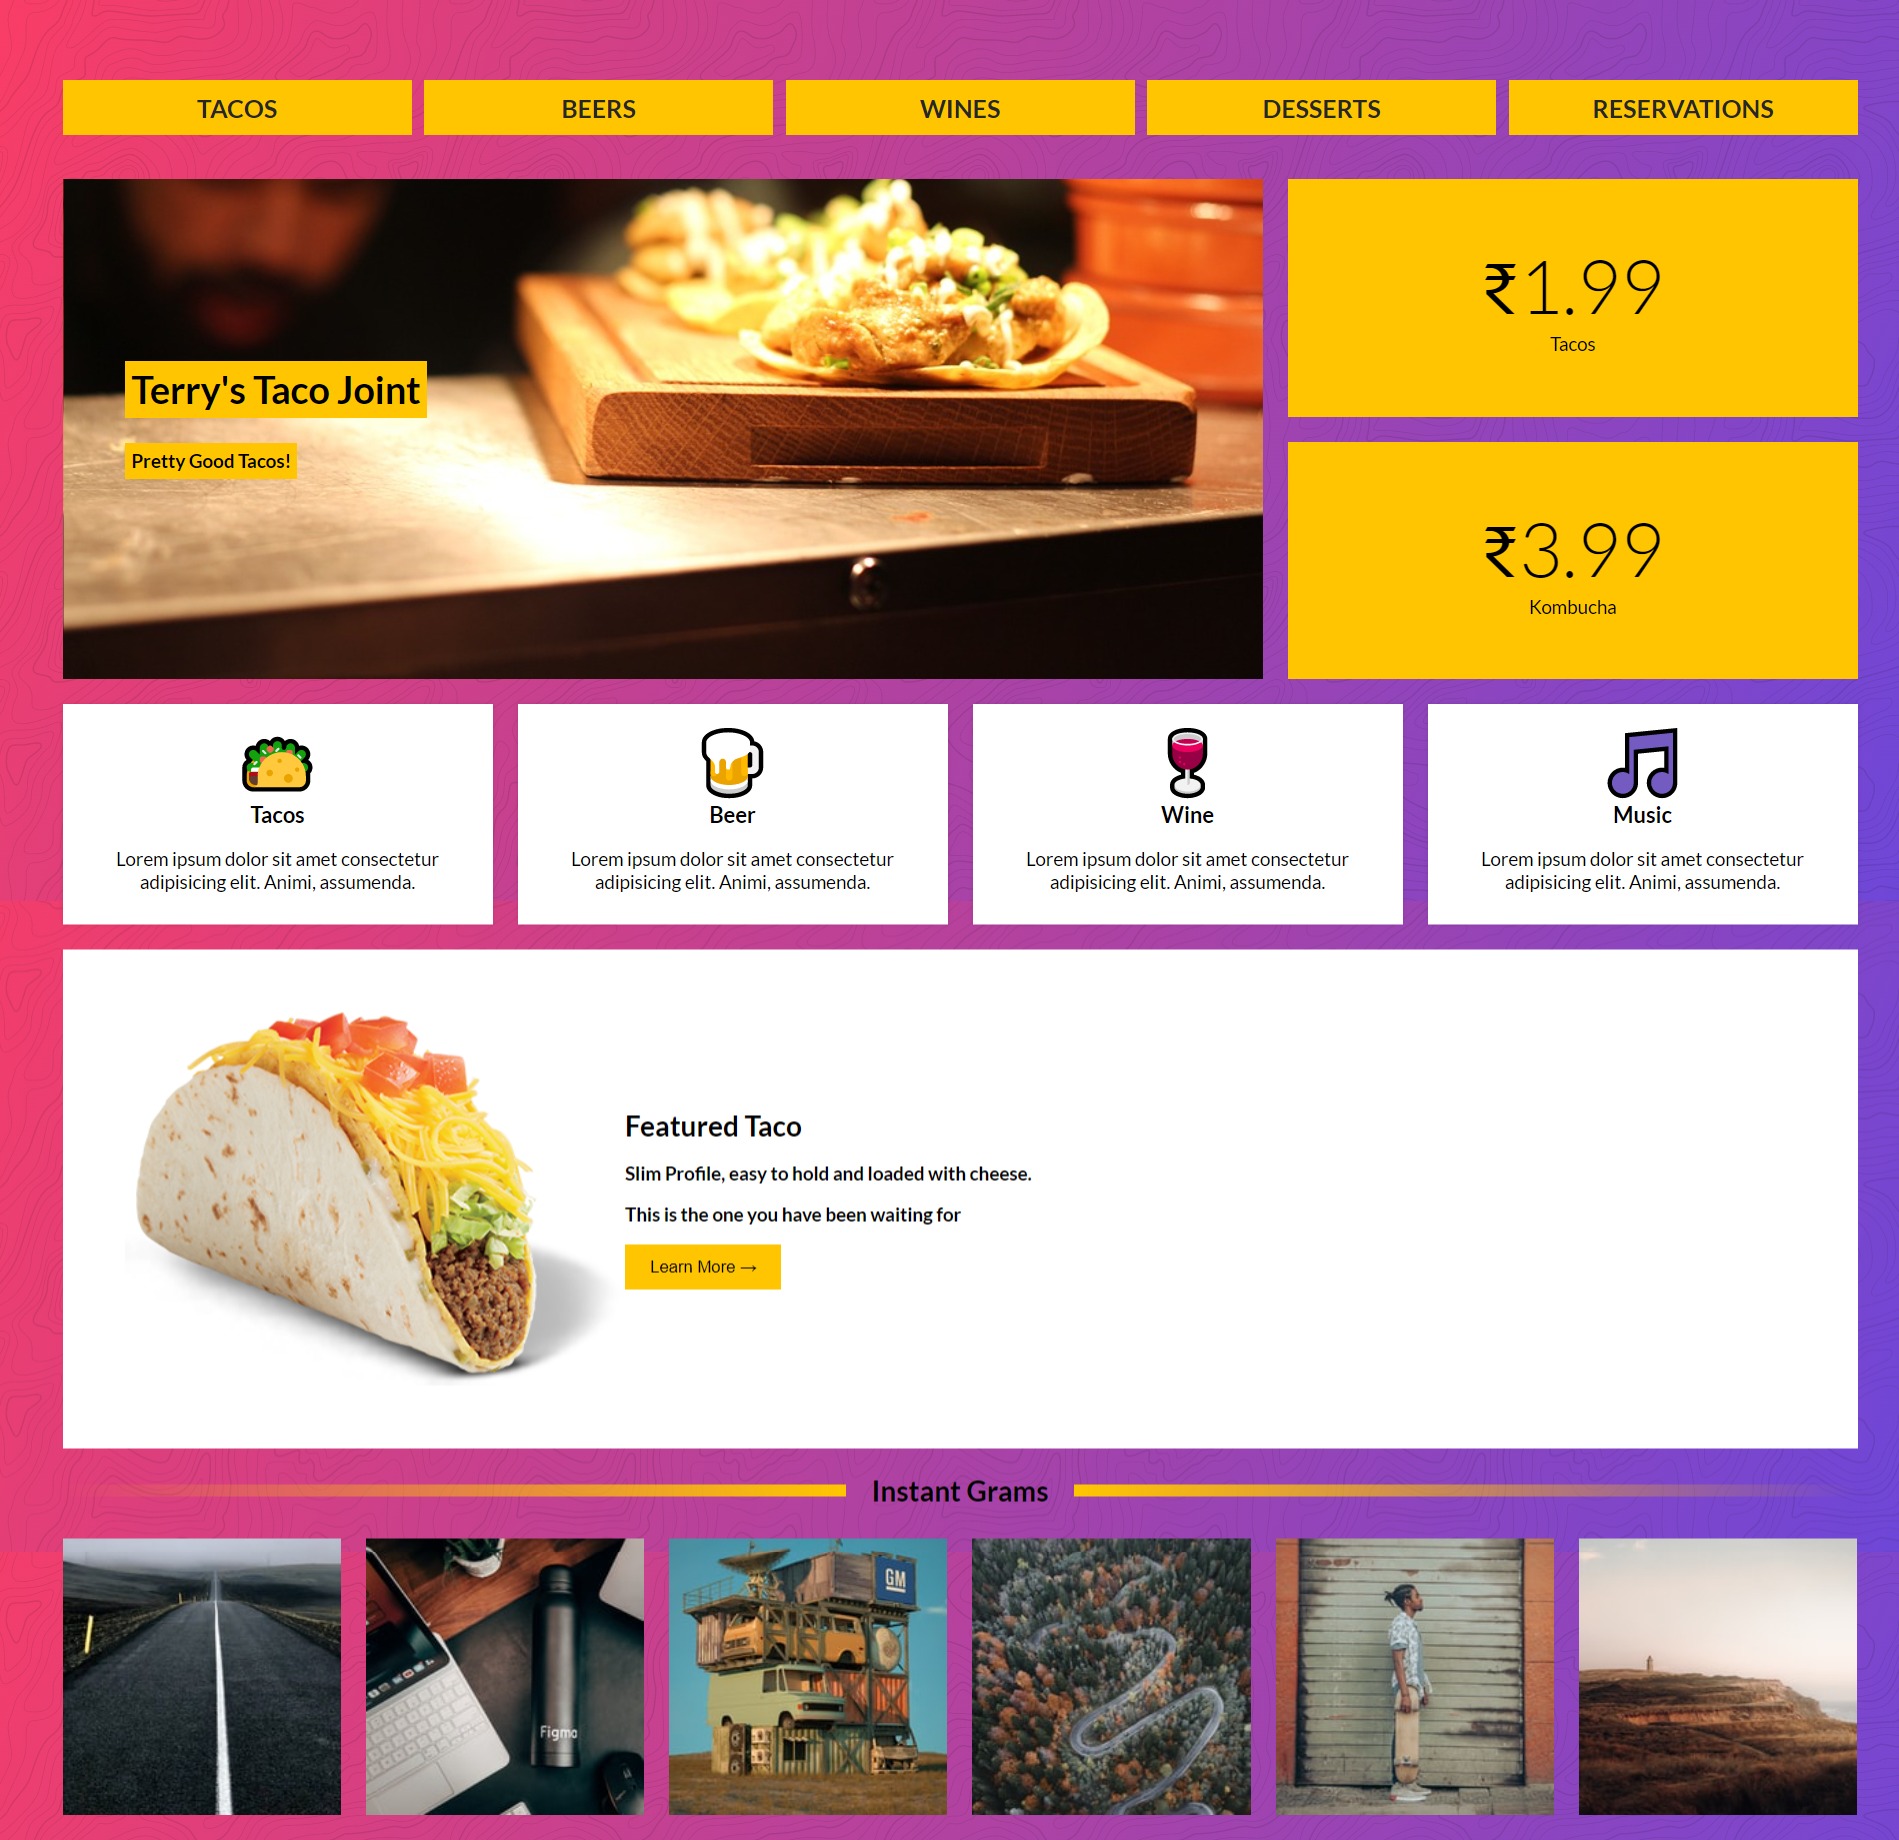 TACOS
BEERS
WINES
DESSERTS
RESERVATIONS
Terry's Taco Joint
Pretty Good Tacos!
₹1.99
Tacos
₹3.99
Kombucha
Tacos
Lorem ipsum dolor sit amet consectetur
adipisicing elit. Animi, assumenda.
Beer
Lorem ipsum dolor sit amet consectetur
adipisicing elit. Animi, assumenda.
Wine
Lorem ipsum dolor sit amet consectetur
adipisicing elit. Animi, assumenda.
Music
Lorem ipsum dolor sit amet consectetur
adipisicing elit. Animi, assumenda.
Featured Taco
Slim Profile, easy to hold and loaded with cheese.
This is the one you have been waiting for
Learn More →
Instant Grams
Figma
GM